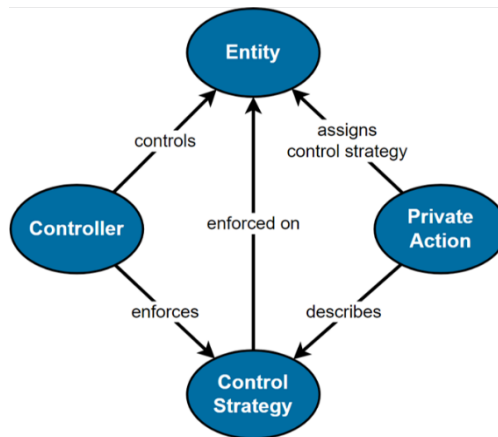 Entity
controls
assigns
control strategy
Controller
enforced on
Private
Action
enforces
describes
Control
Strategy